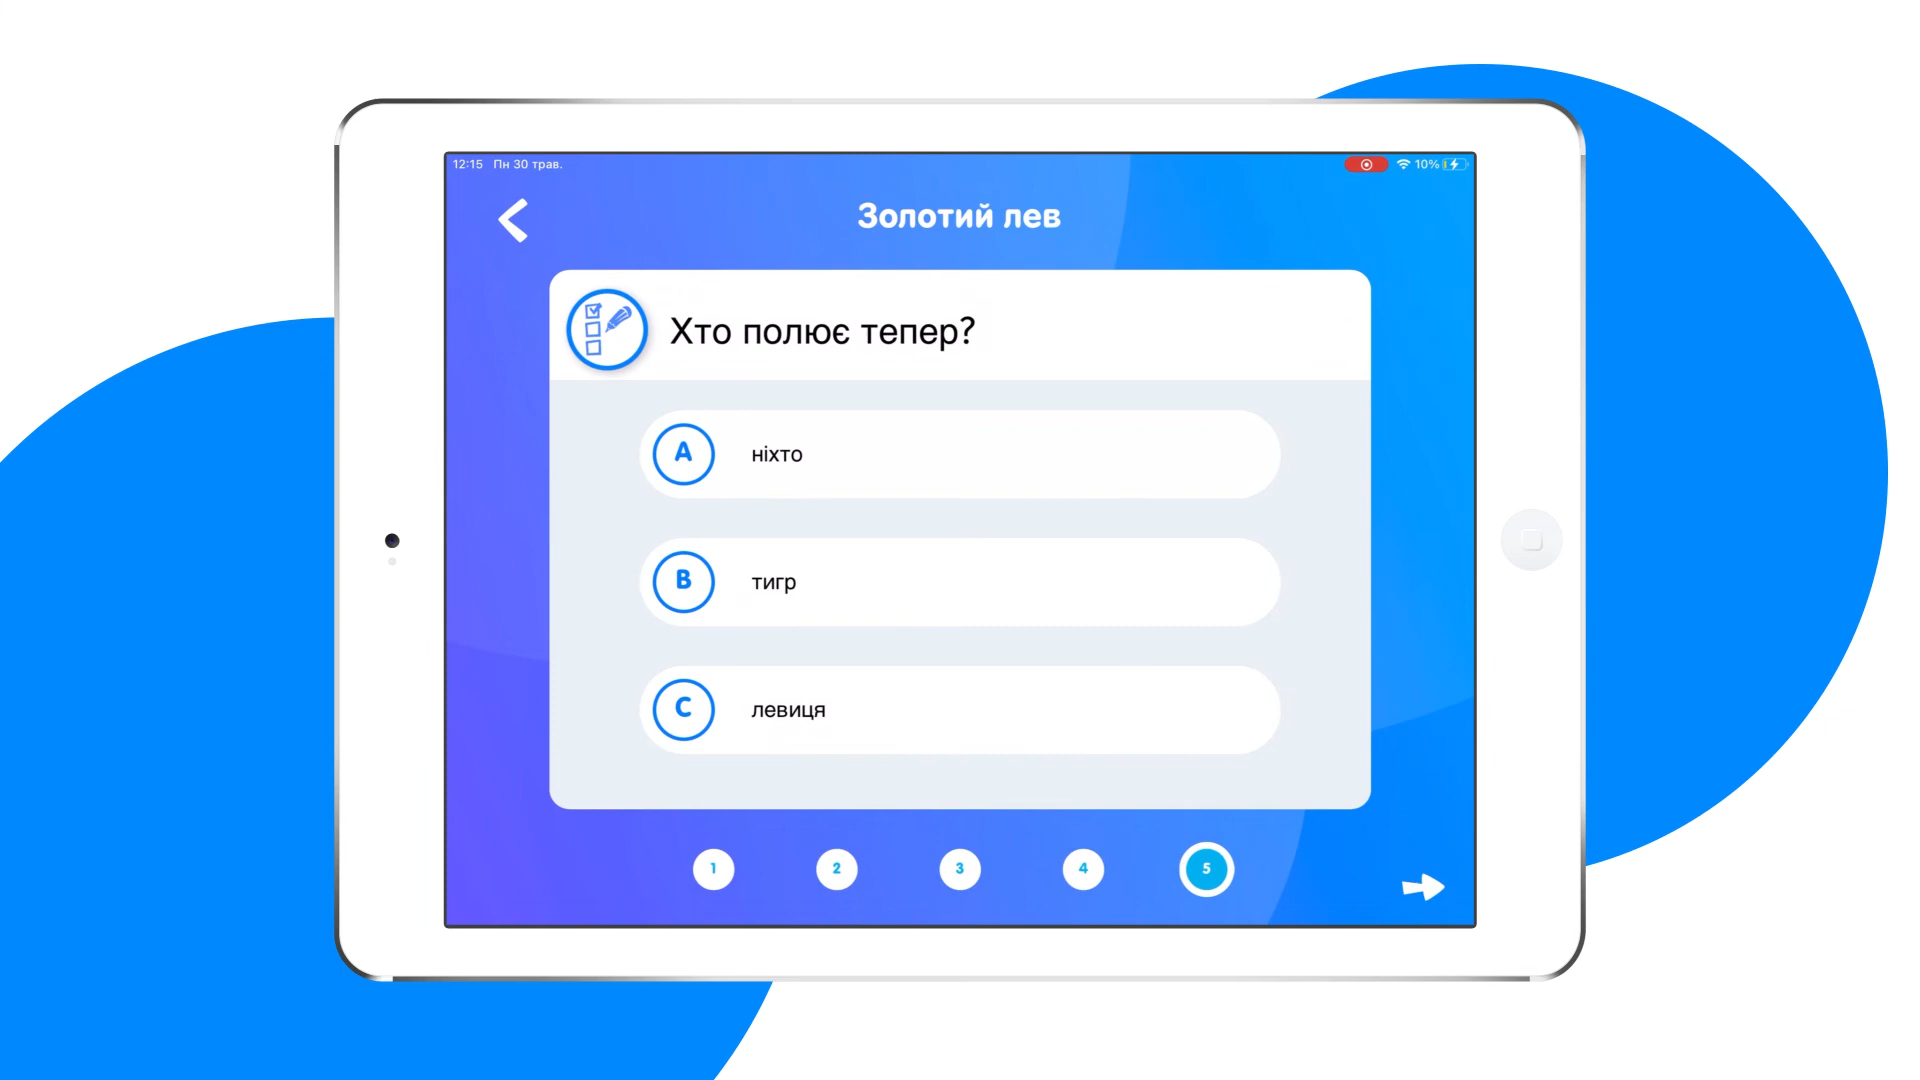 12:15 Пн 30 трав.
10%
Золотий лев
Хто полює тепер?
A ніхто
B тигр
C левиця
1 2 3 4 5